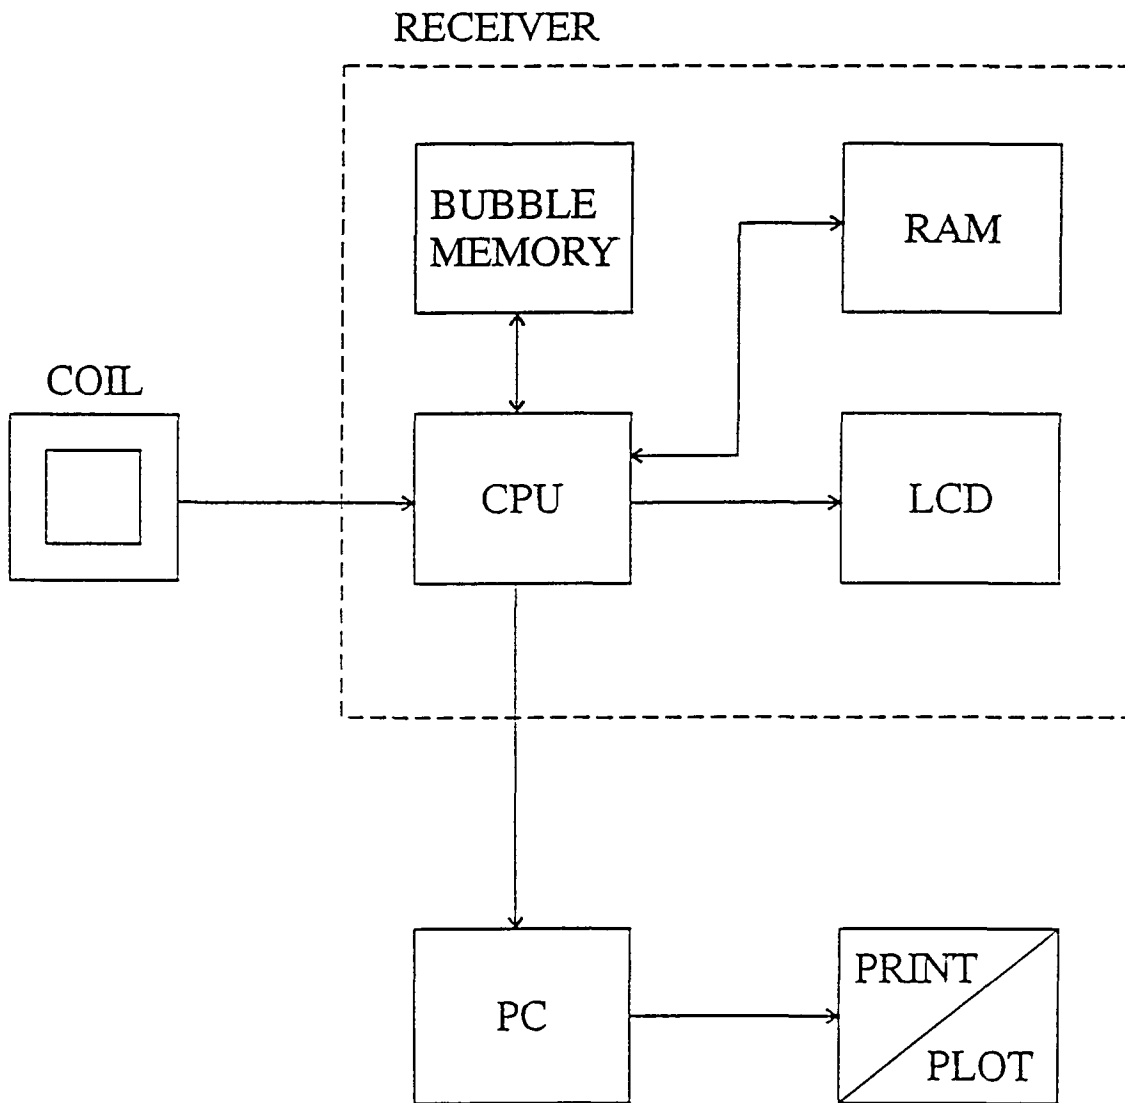 RECEIVER
BUBBLE
MEMORY
RAM
COIL
CPU
LCD
PC
PRINT
PLOT